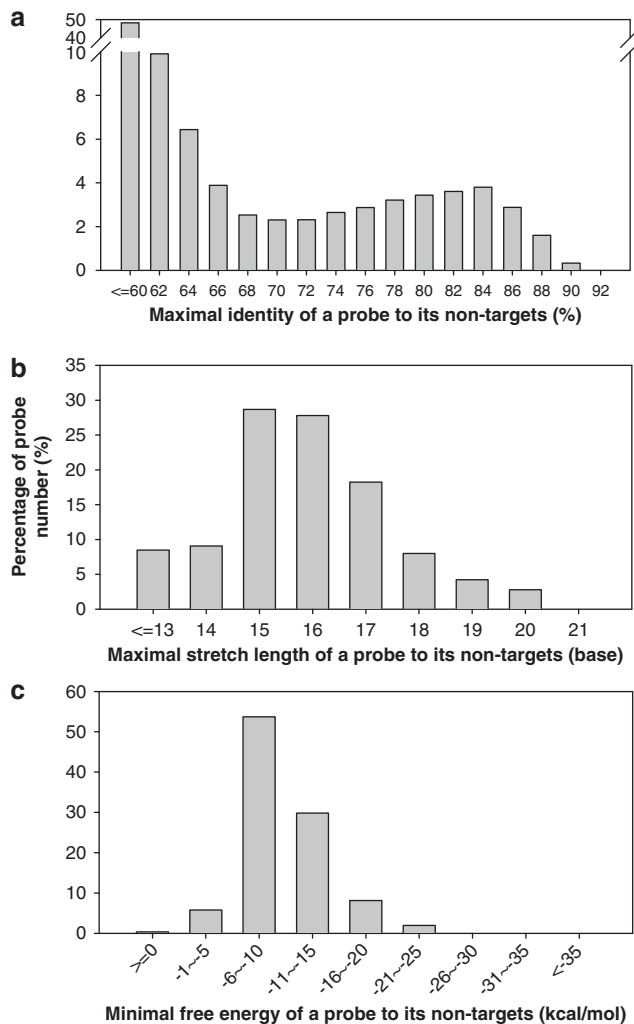 a
50
40
10
8
6
4
2
0
<=60 62 64 66 68 70 72 74 76 78 80 82 84 86 88 90 92
Maximal identity of a probe to its non-targets (%)
b
Percentage of probe
number (%)
35
30
25
20
15
10
5
0
<=13 14 15 16 17 18 19 20 21
Maximal stretch length of a probe to its non-targets (base)
c
60
50
40
30
20
10
0
>=0 -1~-5 -6~-10 -11~-15 -16~-20 -21~-25 -26~-30 -31~-35 <-35
Minimal free energy of a probe to its non-targets (kcal/mol)